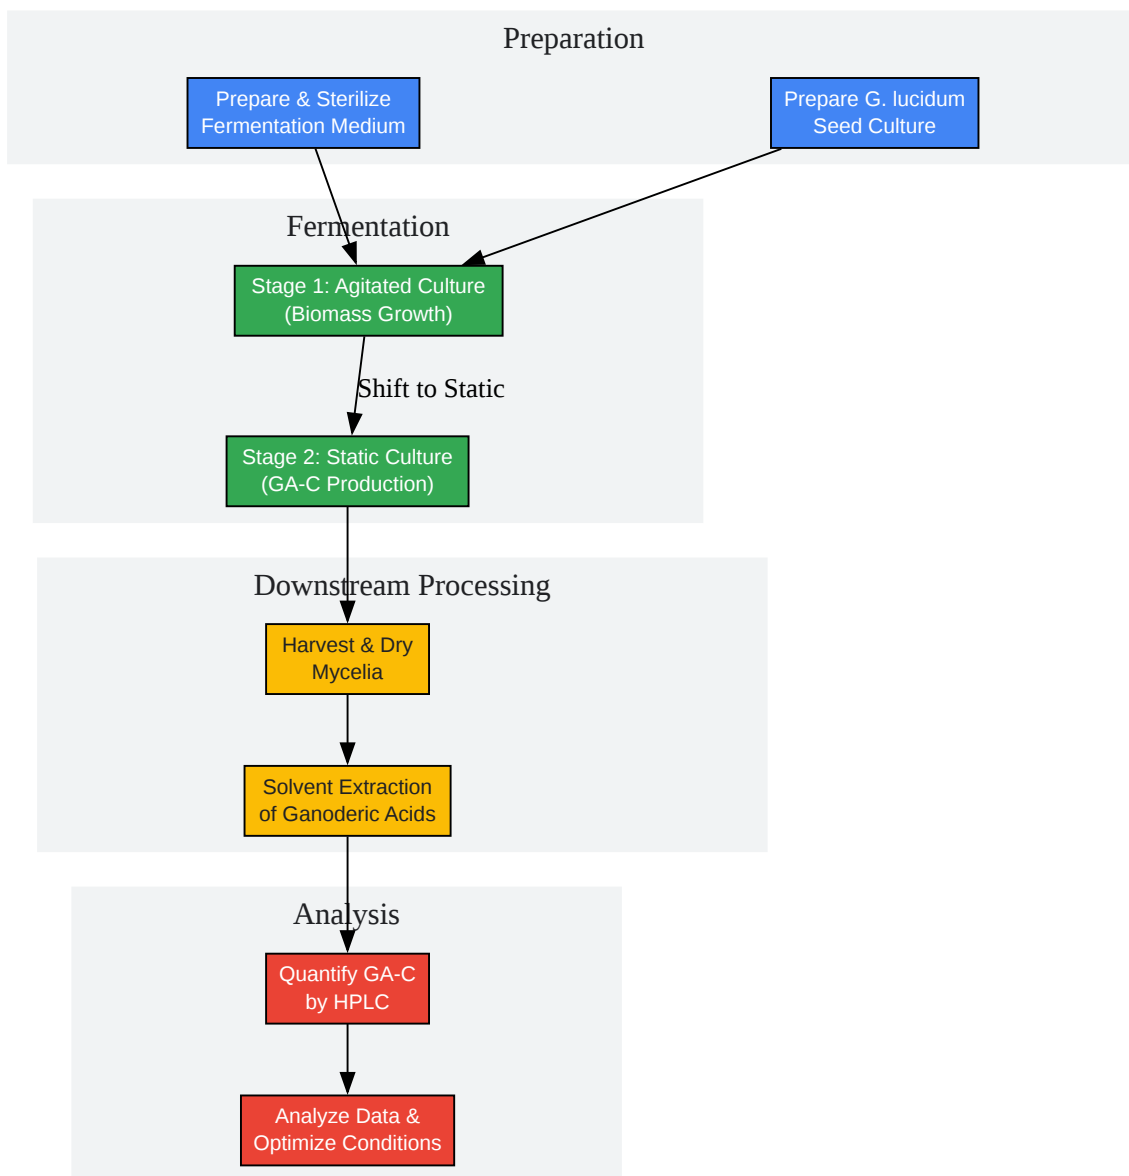 Preparation
Prepare & Sterilize
Fermentation Medium
Prepare G. lucidum
Seed Culture
Fermentation
Stage 1: Agitated Culture
(Biomass Growth)
Shift to Static
Stage 2: Static Culture
(GA-C Production)
Downstream Processing
Harvest & Dry
Mycelia
Solvent Extraction
of Ganoderic Acids
Analysis
Quantify GA-C
by HPLC
Analyze Data &
Optimize Conditions